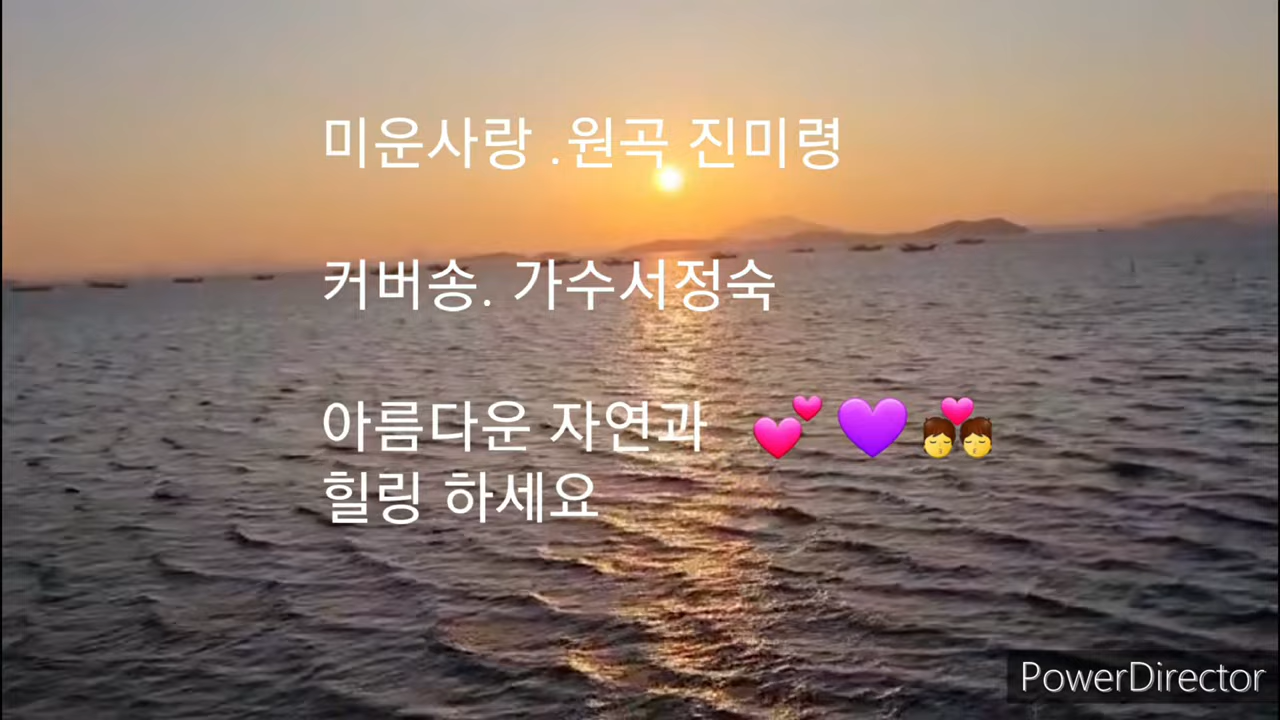 미운사랑 .원곡 진미령
커버송. 가수서정숙
아름다운 자연과 💕💜💏
힐링 하세요
PowerDirector